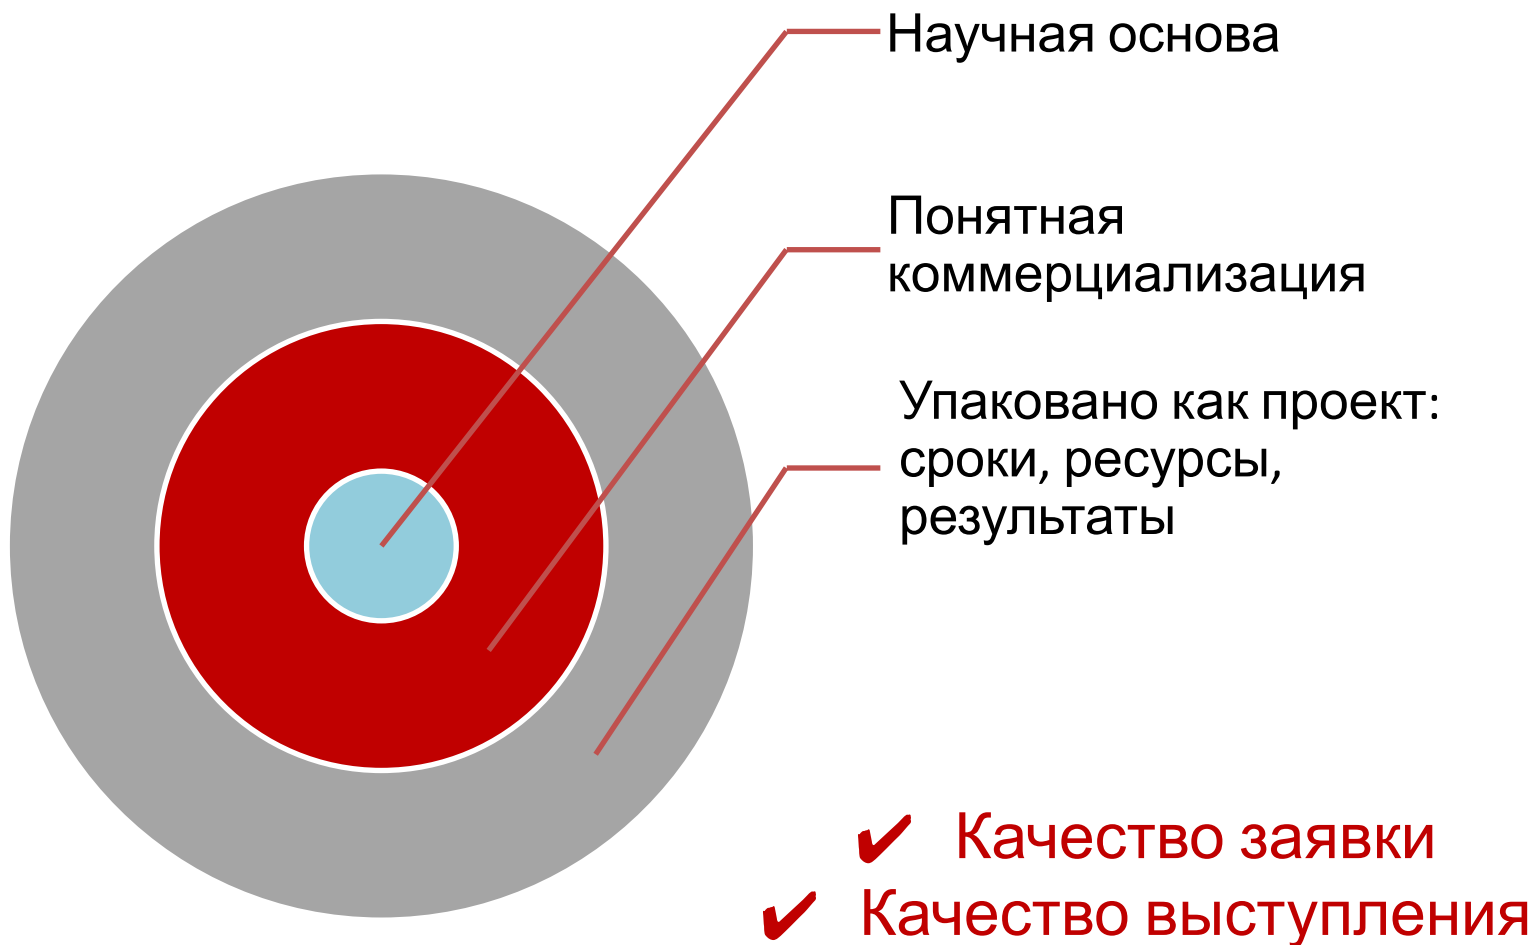 Научная основа
Понятная
коммерциализация
Упаковано как проект:
сроки, ресурсы,
результаты
✔ Качество заявки
✔ Качество выступления